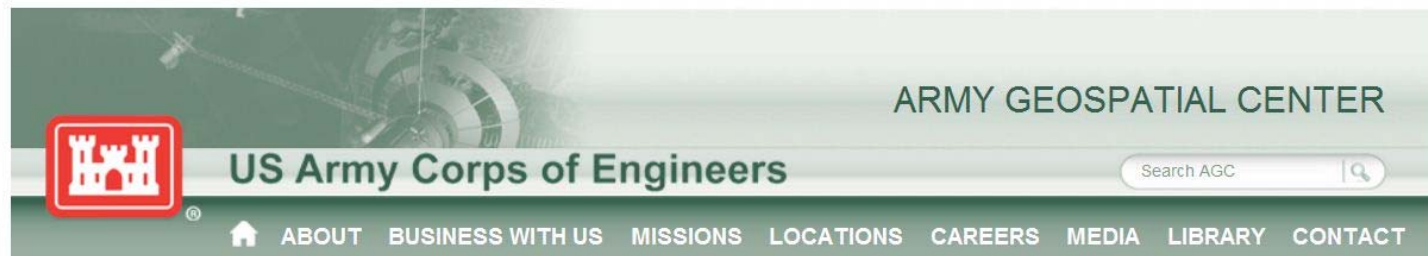 ARMY GEOSPATIAL CENTER
US Army Corps of Engineers
Search AGC
®
ABOUT BUSINESS WITH US MISSIONS LOCATIONS CAREERS MEDIA LIBRARY CONTACT